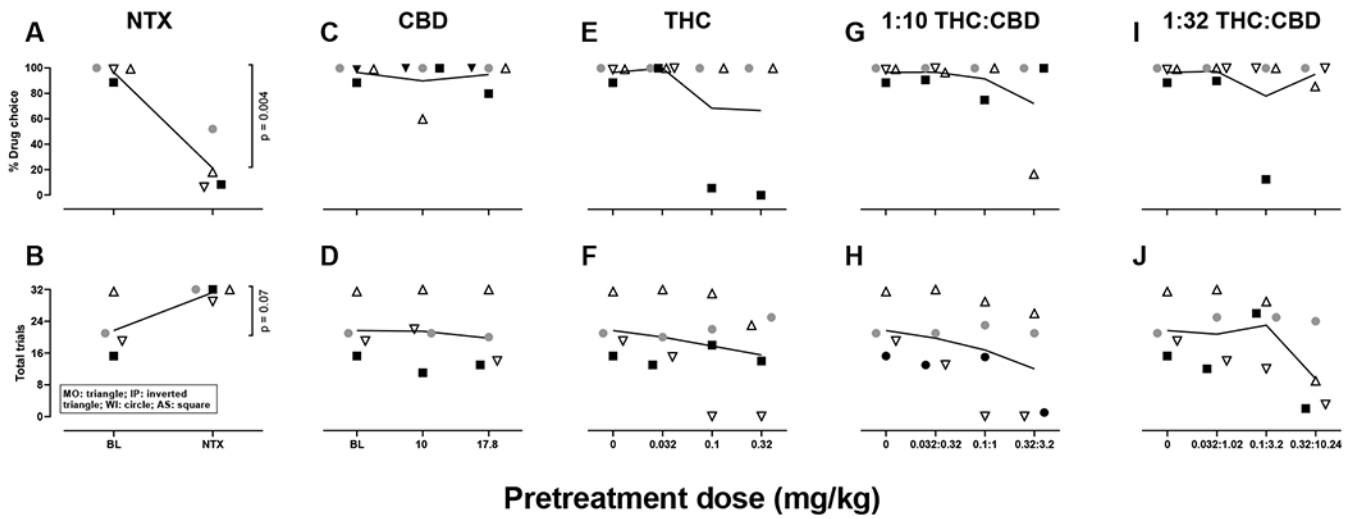 A NTX
C CBD
E THC
G 1:10 THC:CBD
I 1:32 THC:CBD
% Drug choice
100
80
60
40
20
0
p = 0.004
B
D
F
H
J
Total trials
32
24
16
8
0
p = 0.07
MO: triangle; IP: inverted
triangle; WI: circle; AS: square
BL NTX
BL 10 17.8
0 0.032 0.1 0.32
0 0.032:0.32 0.1:1 0.32:3.2
0 0.032:1.02 0.1:3.2 0.32:10.24
Pretreatment dose (mg/kg)